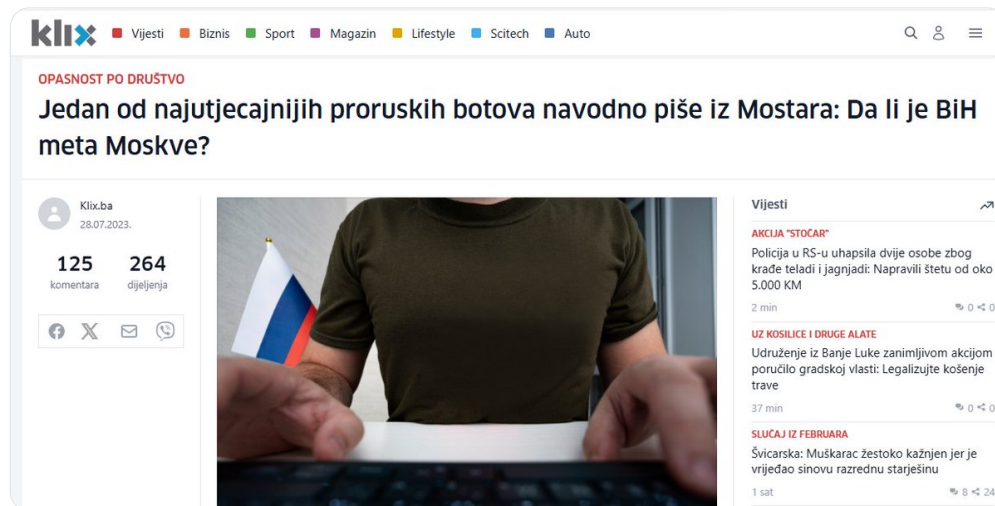 klix
Vijesti
Biznis
Sport
Magazin
Lifestyle
Scitech
Auto
OPASNOST PO DRUŠTVO
Jedan od najutjecajnijih proruskih botova navodno piše iz Mostara: Da li je BiH
meta Moskve?
Klix.ba
28.07.2023.
125
komentara
264
dijeljenja
Vijesti
AKCIJA "STOČAR"
Policija u RS-u uhapsila dvije osobe zbog
krađe teladi i jagnjadi: Napravili štetu od oko
5.000 KM
2 min
0
0
UZ KOSILICE I DRUGE ALATE
Udruženje iz Banje Luke zanimljivom akcijom
poručilo gradskoj vlasti: Legalizujte košenje
trave
37 min
0
0
SLUČAJ IZ FEBRUARA
Švicarska: Muškarac žestoko kažnjen jer je
vrijeđao sinovu razrednu starješinu
1 sat
8
24